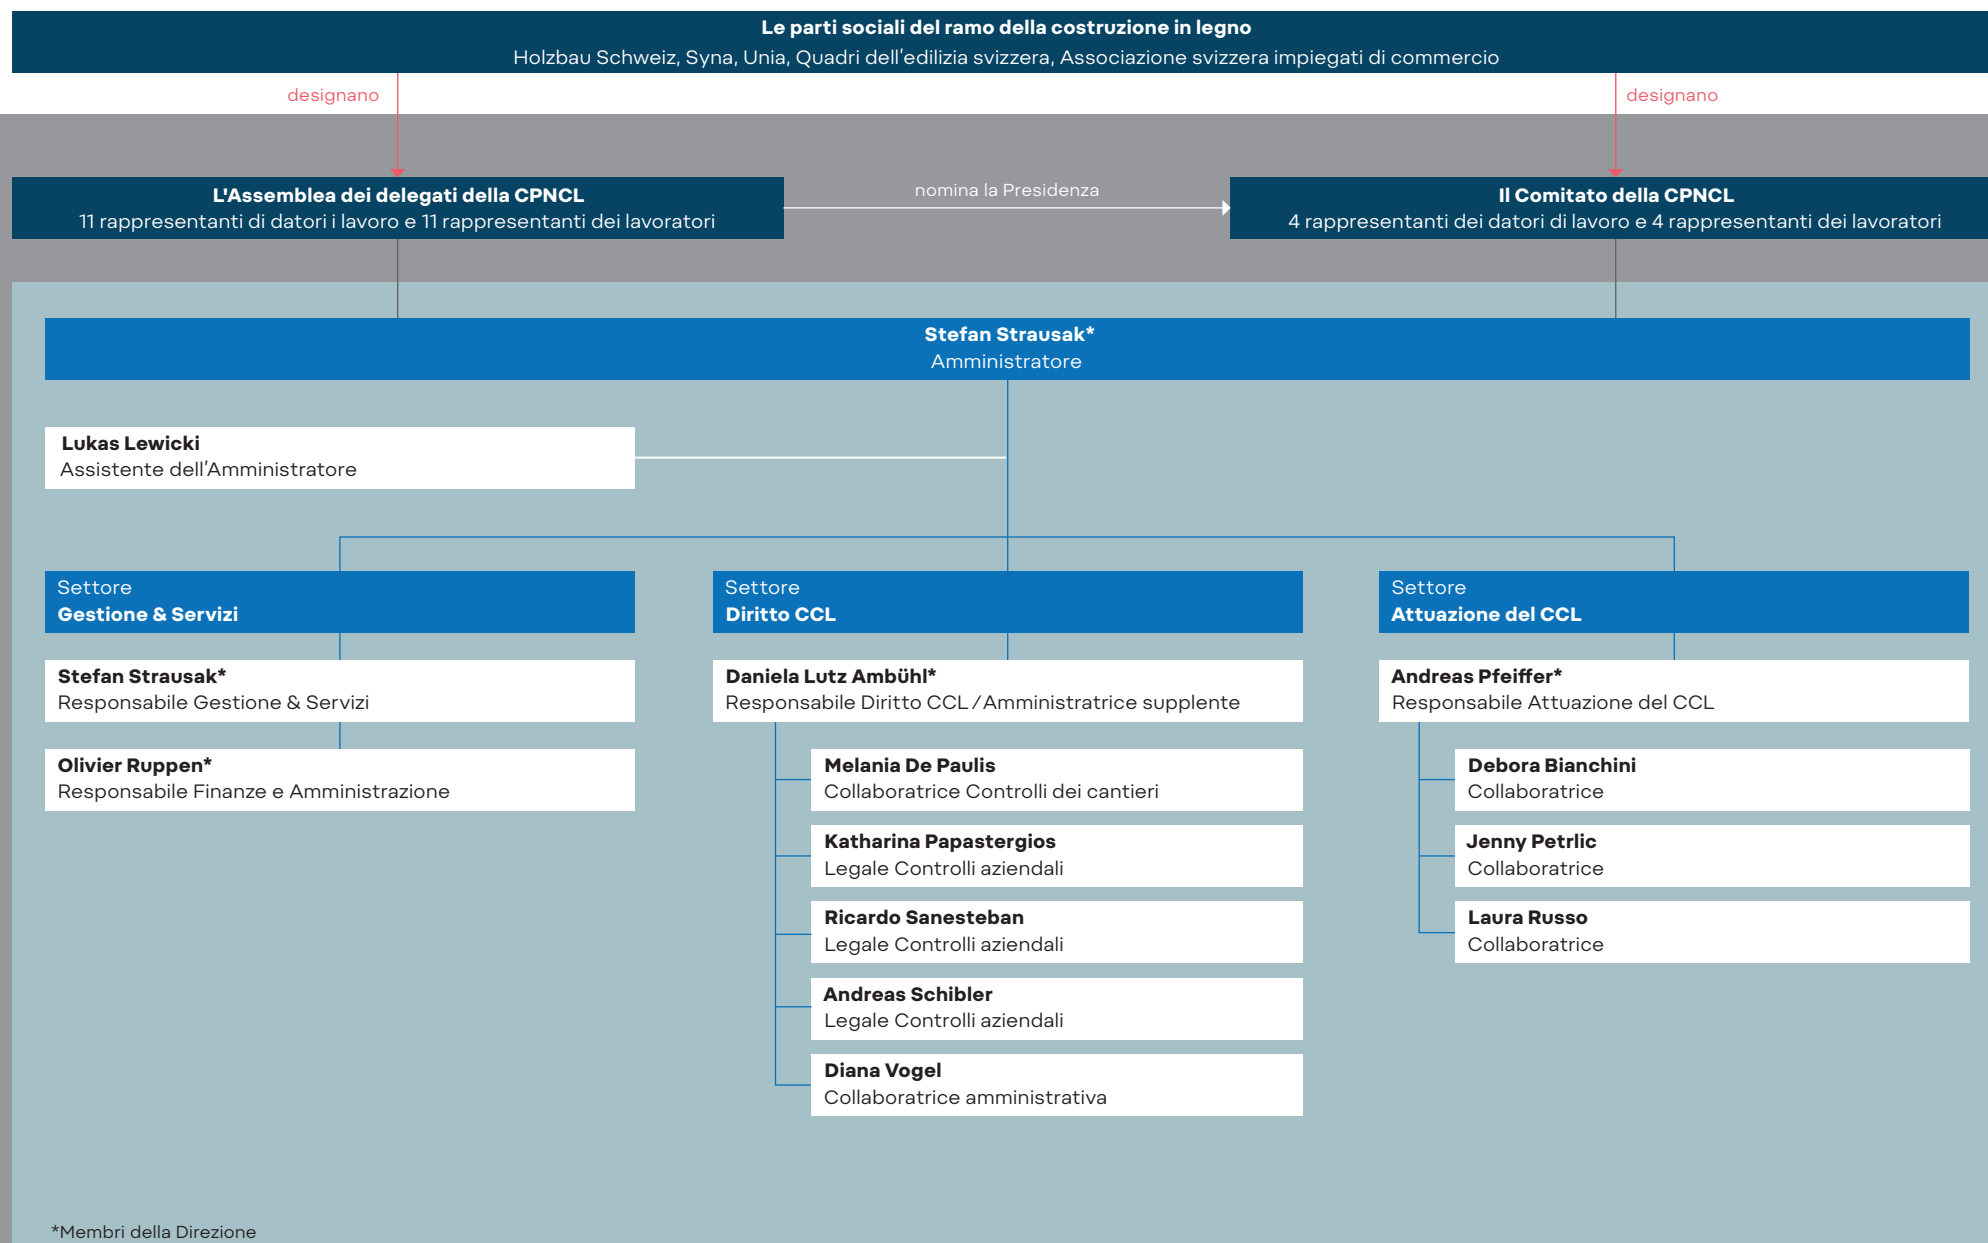 Le parti sociali del ramo della costruzione in legno
Holzbau Schweiz, Syna, Unia, Quadri dell'edilizia svizzera, Associazione svizzera impiegati di commercio
designano
designano
L'Assemblea dei delegati della CPNCL
11 rappresentanti di datori i lavoro e 11 rappresentanti dei lavoratori
nomina la Presidenza
Il Comitato della CPNCL
4 rappresentanti dei datori di lavoro e 4 rappresentanti dei lavoratori
Stefan Strausak*
Amministratore
Lukas Lewicki
Assistente dell'Amministratore
Settore
Gestione & Servizi
Stefan Strausak*
Responsabile Gestione & Servizi
Olivier Ruppen*
Responsabile Finanze e Amministrazione
Settore
Diritto CCL
Daniela Lutz Ambühl*
Responsabile Diritto CCL/Amministratrice supplente
Melania De Paulis
Collaboratrice Controlli dei cantieri
Katharina Papastergios
Legale Controlli aziendali
Ricardo Sanesteban
Legale Controlli aziendali
Andreas Schibler
Legale Controlli aziendali
Diana Vogel
Collaboratrice amministrativa
Settore
Attuazione del CCL
Andreas Pfeiffer*
Responsabile Attuazione del CCL
Debora Bianchini
Collaboratrice
Jenny Petrlic
Collaboratrice
Laura Russo
Collaboratrice
*Membri della Direzione